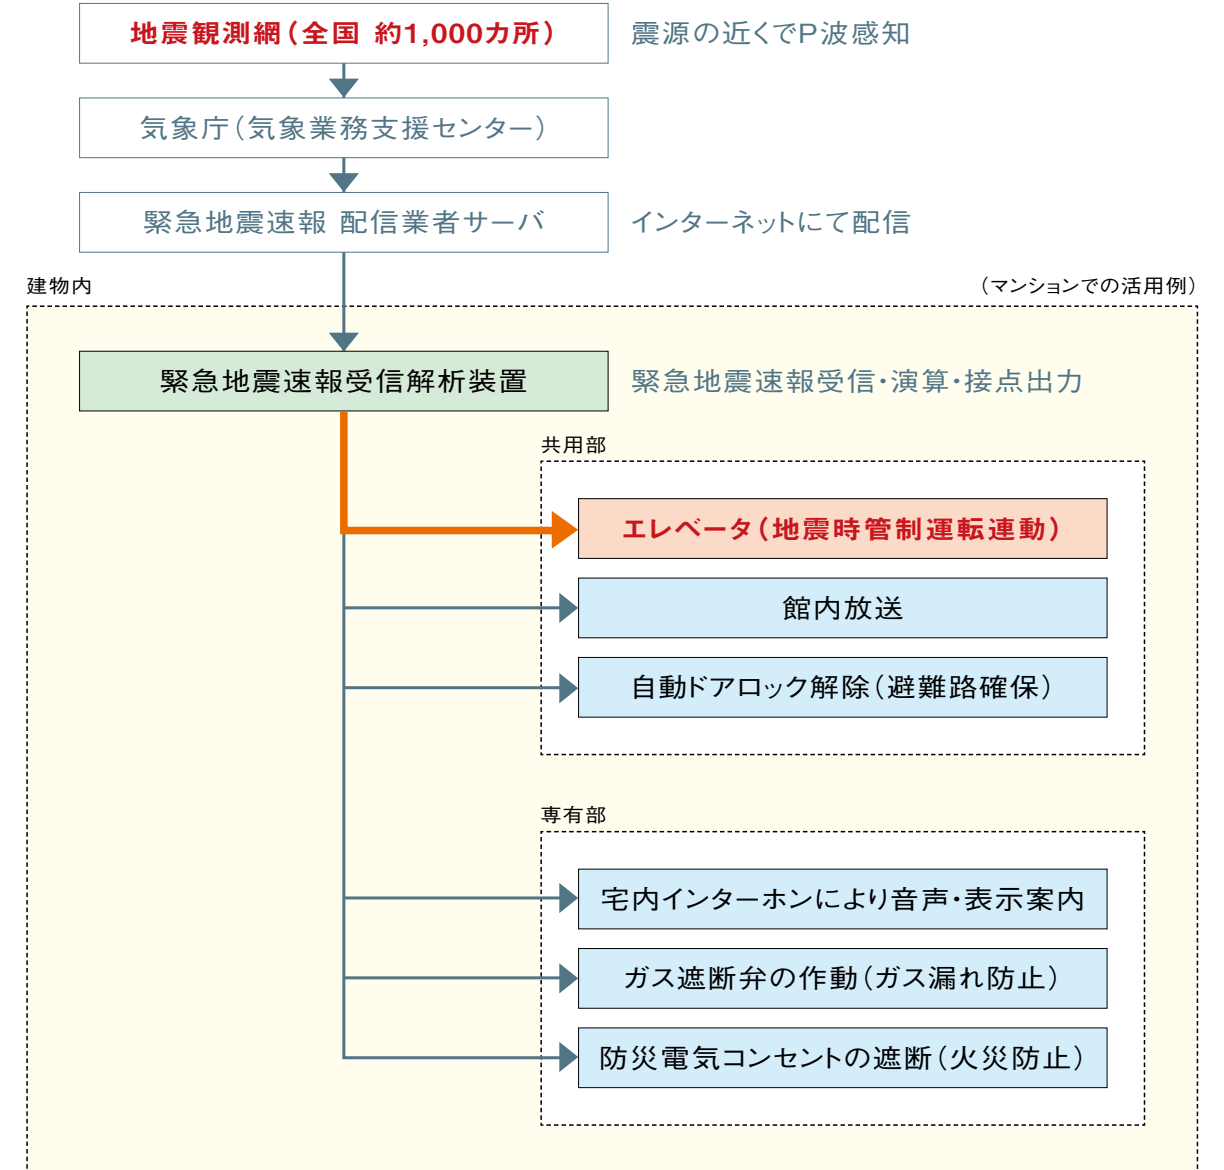 地震観測網（全国 約1,000カ所）
震源の近くでP波感知
気象庁（気象業務支援センター）
緊急地震速報 配信業者サーバ
インターネットにて配信
建物内
（マンションでの活用例）
緊急地震速報受信解析装置
緊急地震速報受信・演算・接点出力
共用部
エレベータ（地震時管制運転連動）
館内放送
自動ドアロック解除（避難路確保）
専有部
宅内インターホンにより音声・表示案内
ガス遮断弁の作動（ガス漏れ防止）
防災電気コンセントの遮断（火災防止）